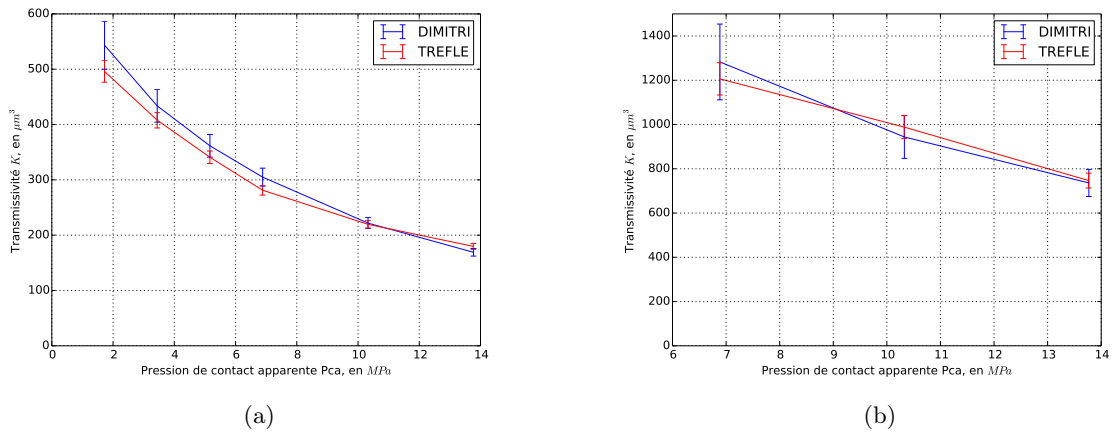 600
500
400
300
200
100
0
Transmissivité K, en μm³
DIMITRI
TREFLE
0 2 4 6 8 10 12 14
Pression de contact apparente Pca, en MPa
(a)
1400
1200
1000
800
600
400
200
0
Transmissivité K, en μm³
DIMITRI
TREFLE
6 7 8 9 10 11 12 13 14
Pression de contact apparente Pca, en MPa
(b)